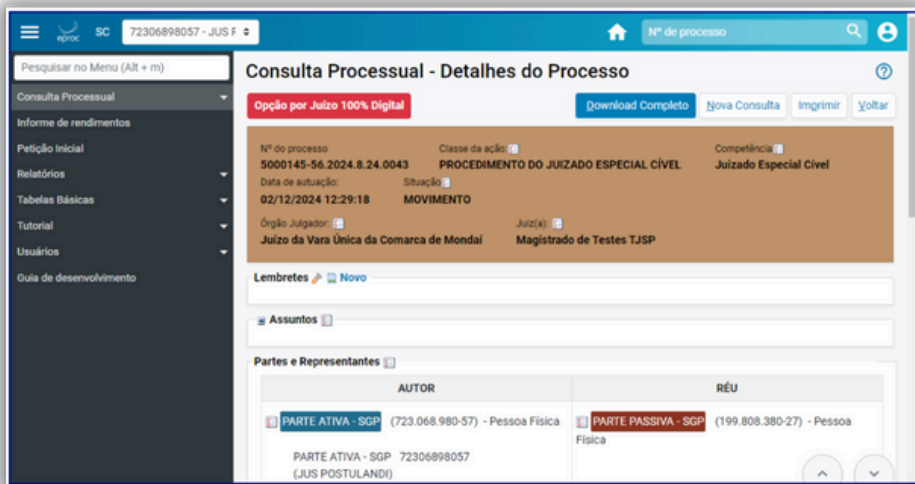 eproc
SC
72306898057 - JUS F
Nº de processo
Pesquisar no Menu (Alt + m)
Consulta Processual
Informe de rendimentos
Petição Inicial
Relatórios
Tabelas Básicas
Tutorial
Usuários
Guia de desenvolvimento
Consulta Processual - Detalhes do Processo
Opção por Juízo 100% Digital
Download Completo
Nova Consulta
Imprimir
Voltar
Nº do processo Classe da ação: Competência
5000145-56.2024.8.24.0043 PROCEDIMENTO DO JUIZADO ESPECIAL CÍVEL Juizado Especial Cível
Data de autuação: Situação
02/12/2024 12:29:18 MOVIMENTO
Órgão Julgador: Juiz(a):
Juízo da Vara Única da Comarca de Mondaí Magistrado de Testes TJSP
Lembretes Novo
Assuntos
Partes e Representantes
AUTOR RÉU
PARTE ATIVA - SGP (723.068.980-57) - Pessoa Física
PARTE ATIVA - SGP 72306898057
(JUS POSTULANDI)
PARTE PASSIVA - SGP (199.808.380-27) - Pessoa
Física